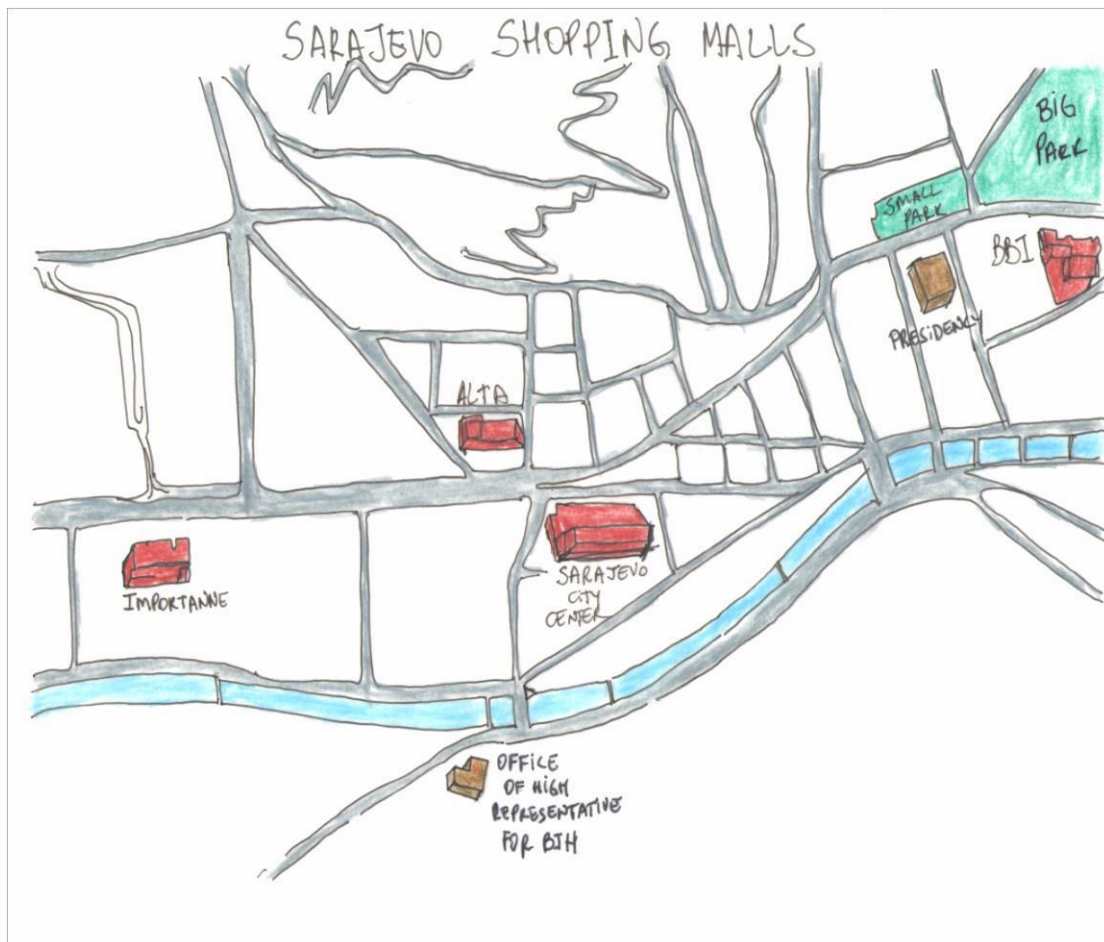 SARAJEVO SHOPPING MALLS
BIG
PARK
SMALL
PARK
BBI
PRESIDENCY
ALTA
IMPORTANNE
SARAJEVO
CITY
CENTER
OFFICE
OF HIGH
REPRESENTATIVE
FOR BIH